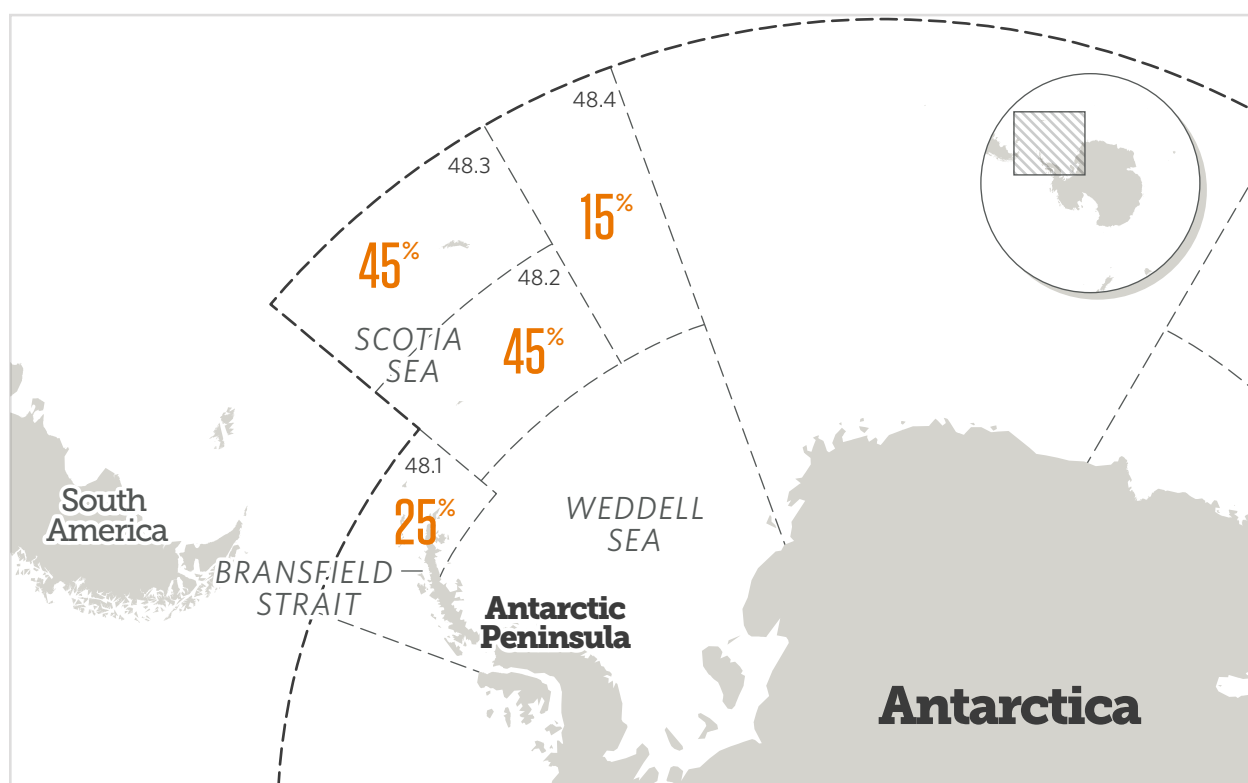 48.4
48.3
15%
45%
48.2
SCOTIA
SEA
45%
48.1
25%
South
America
WEDDELL
SEA
BRANSFIELD
STRAIT
Antarctic
Peninsula
Antarctica